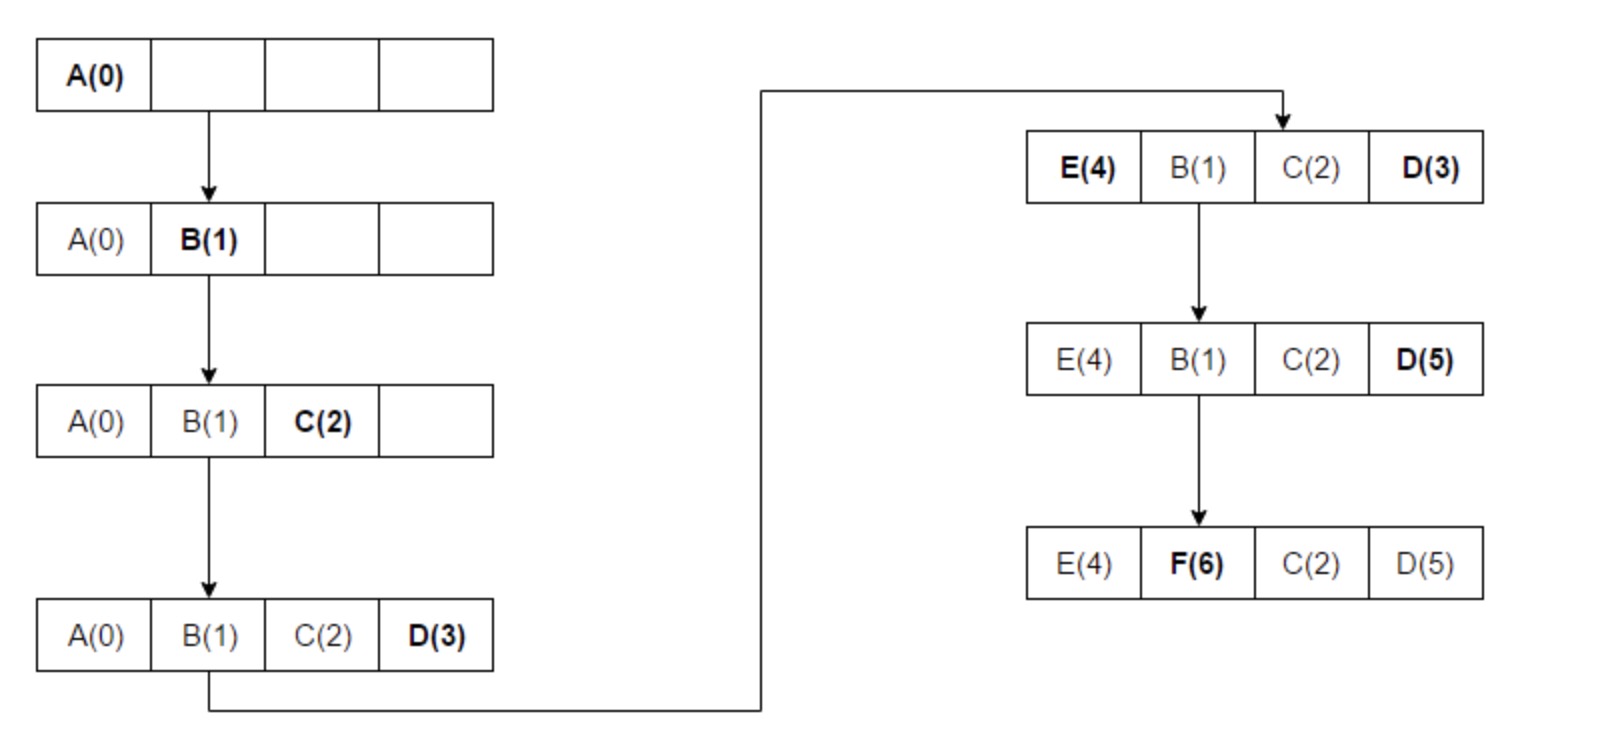 A(0)
A(0) B(1)
A(0) B(1) C(2)
A(0) B(1) C(2) D(3)
E(4) B(1) C(2) D(3)
E(4) B(1) C(2) D(5)
E(4) F(6) C(2) D(5)